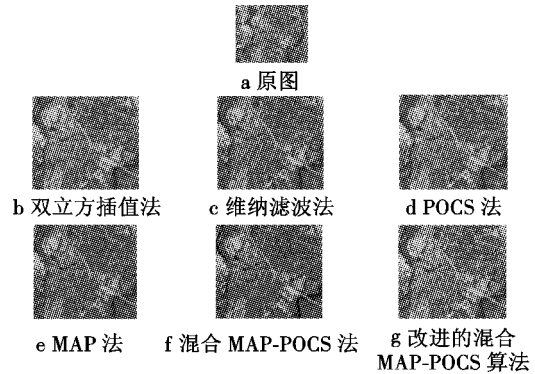 a 原图
b 双立方插值法
c 维纳滤波法
d POCS 法
e MAP 法
f 混合 MAP-POCS 法
g 改进的混合
MAP-POCS 算法